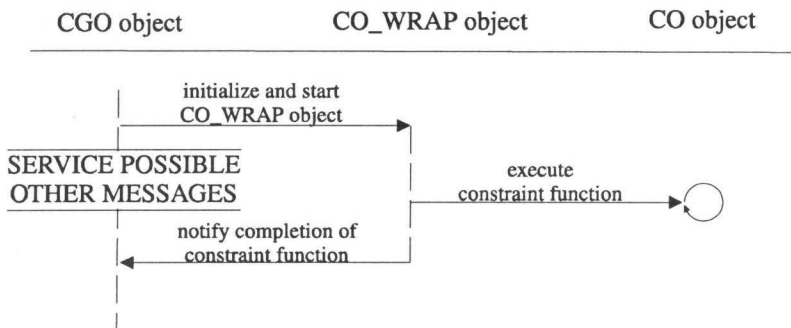 CGO object CO_WRAP object CO object
initialize and start
CO_WRAP object
SERVICE POSSIBLE
OTHER MESSAGES
execute
constraint function
notify completion of
constraint function